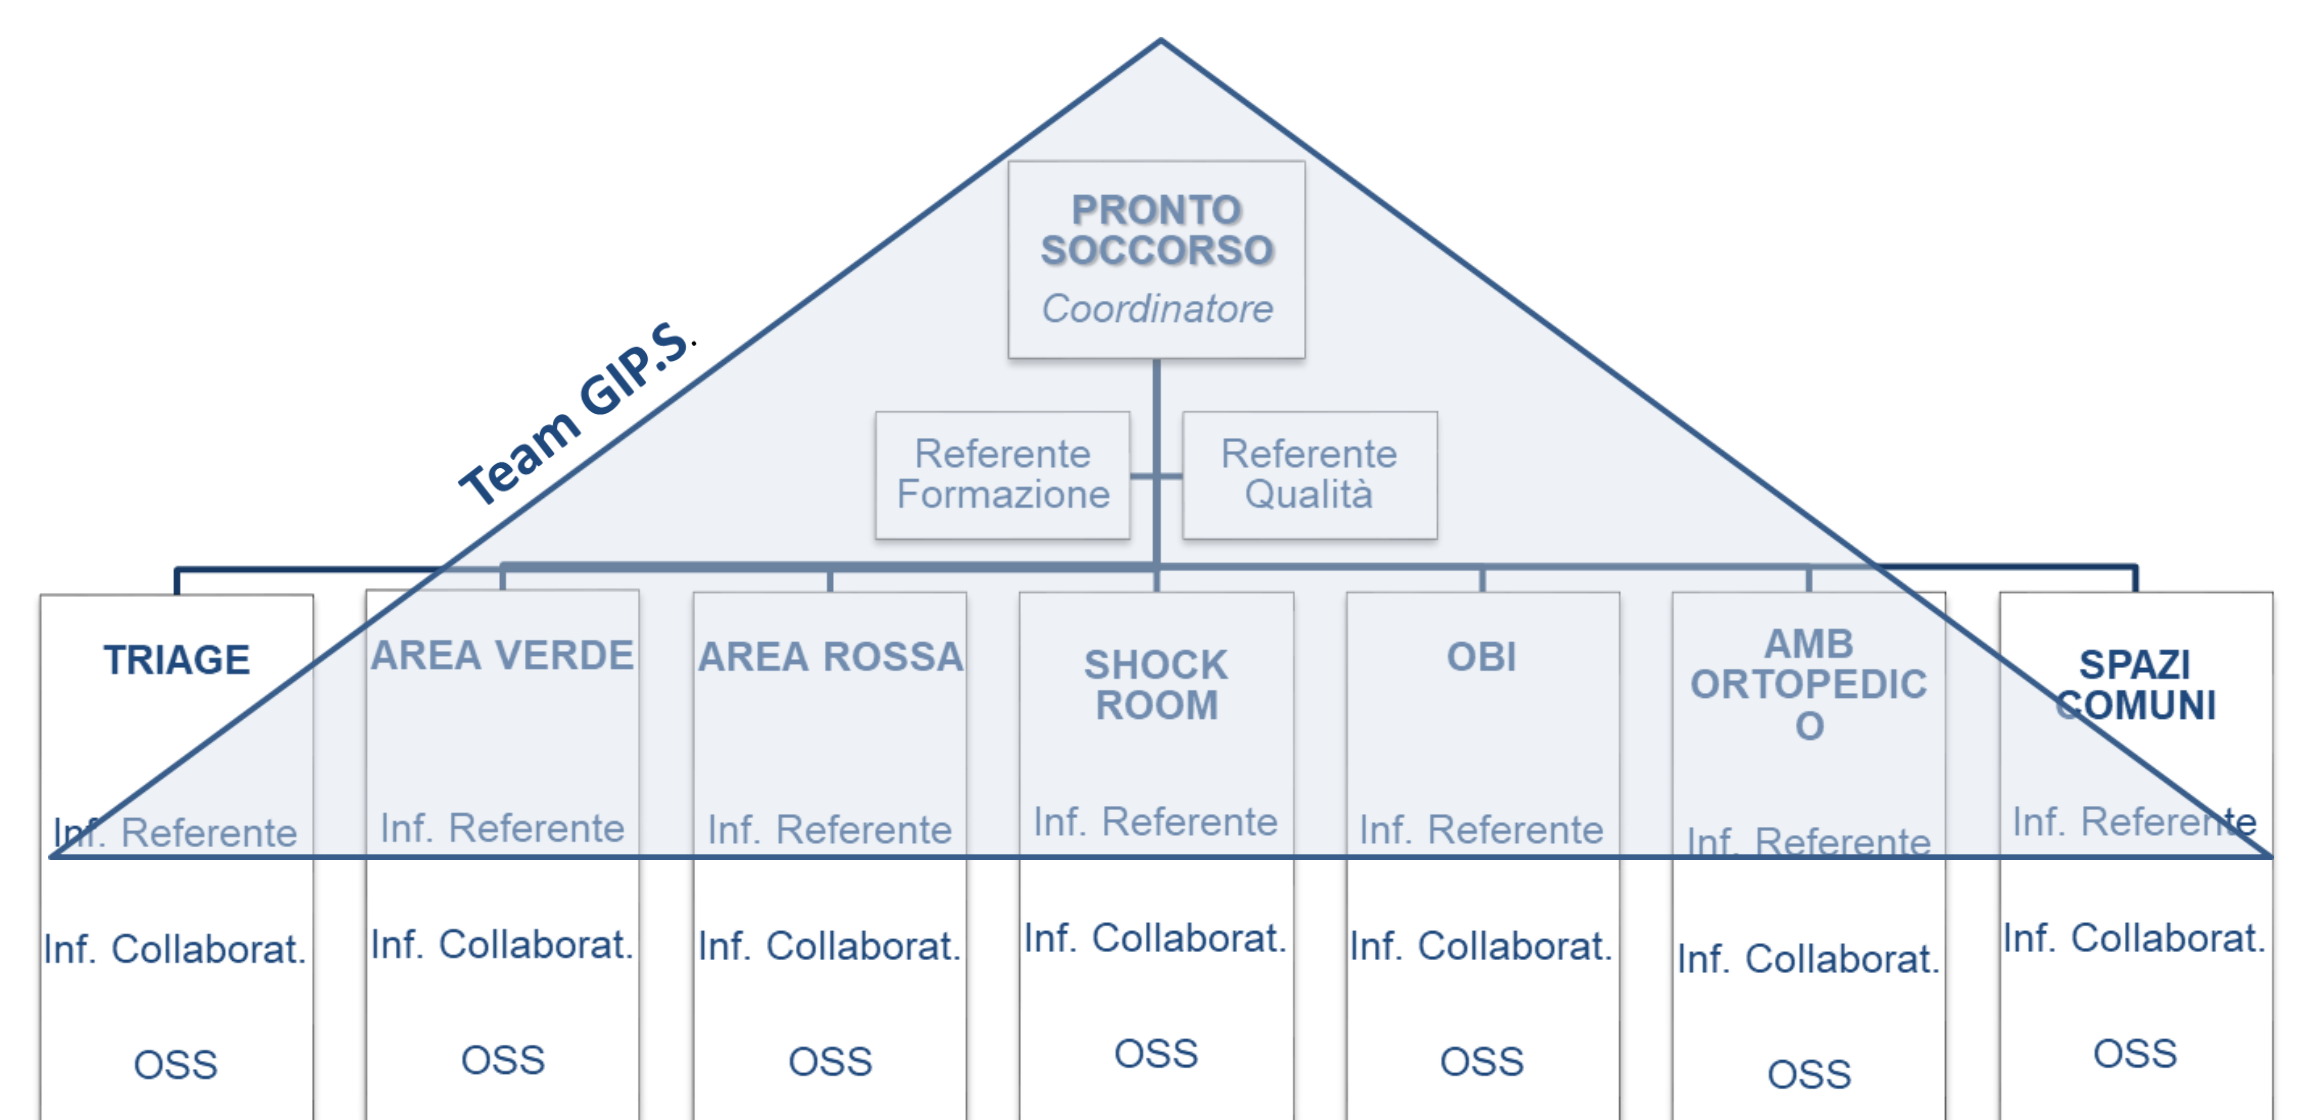 PRONTO
SOCCORSO
Coordinatore
Team GIP.S.
Referente
Formazione
Referente
Qualità
TRIAGE
Inf. Referente
Inf. Collaborat.
OSS
AREA VERDE
Inf. Referente
Inf. Collaborat.
OSS
AREA ROSSA
Inf. Referente
Inf. Collaborat.
OSS
SHOCK
ROOM
Inf. Referente
Inf. Collaborat.
OSS
OBI
Inf. Referente
Inf. Collaborat.
OSS
AMB
ORTOPEDIC
O
Inf. Referente
Inf. Collaborat.
OSS
SPAZI
COMUNI
Inf. Referente
Inf. Collaborat.
OSS